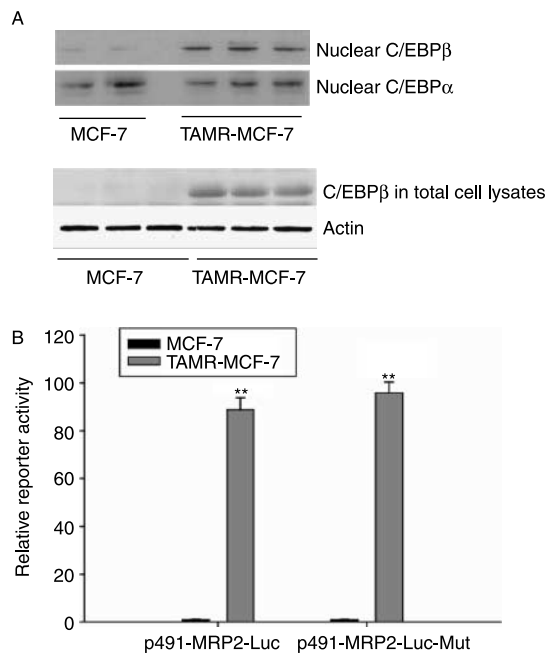 A
Nuclear C/EBPβ
Nuclear C/EBPα
MCF-7 TAMR-MCF-7
C/EBPβ in total cell lysates
Actin
MCF-7 TAMR-MCF-7
B
120
100
80
60
40
20
0
Relative reporter activity
MCF-7
TAMR-MCF-7
** **
p491-MRP2-Luc p491-MRP2-Luc-Mut